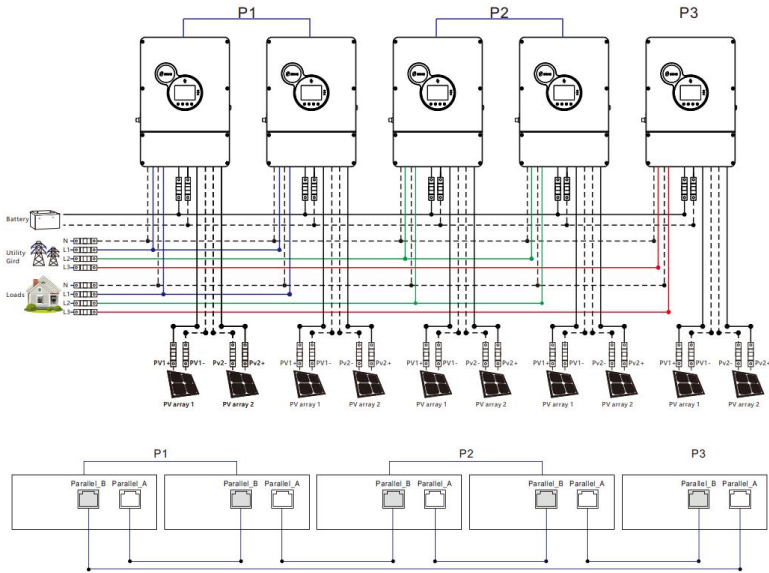 P1 P2 P3
Battery
Utility
Gird
N
L1
L2
L3
Loads
N
L1
L2
L3
PV1+ PV1- Pv2- Pv2+ PV1+ PV1- Pv2- Pv2+ PV1+ PV1- Pv2- Pv2+ PV1+ PV1- Pv2- Pv2+ PV1+ PV1- Pv2- Pv2+
PV array 1 PV array 2 PV array 1 PV array 2 PV array 1 PV array 2 PV array 1 PV array 2 PV array 1 PV array 2
P1 P2 P3
Parallel_B Parallel_A Parallel_B Parallel_A Parallel_B Parallel_A Parallel_B Parallel_A Parallel_B Parallel_A